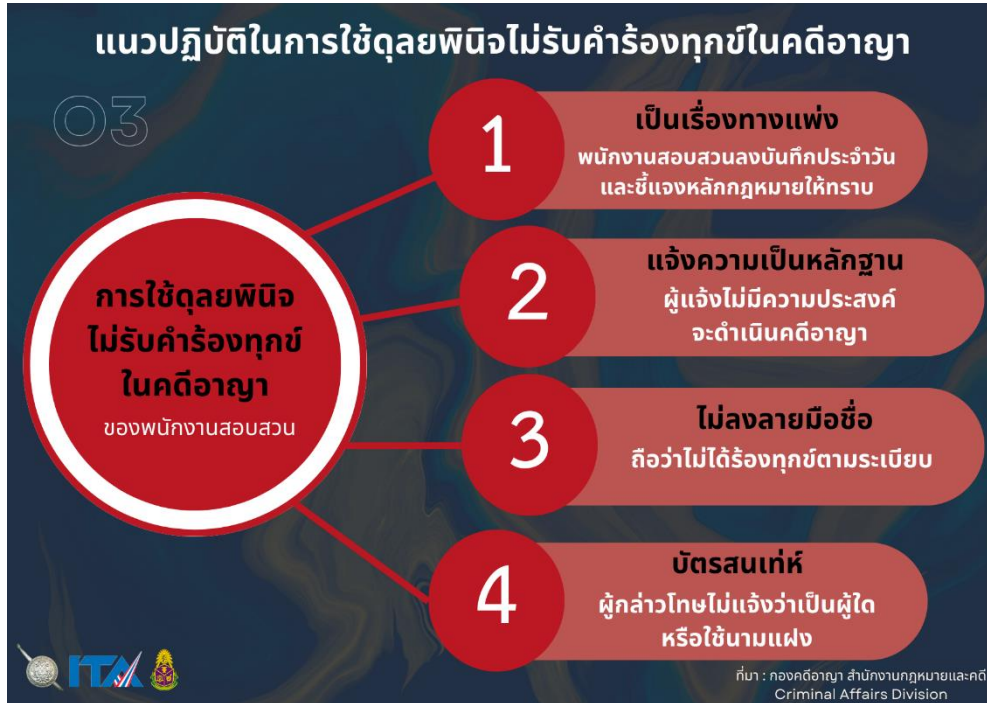 แนวปฏิบัติในการใช้ดุลยพินิจไม่รับคำร้องทุกข์ในคดีอาญา
03
การใช้ดุลยพินิจ
ไม่รับคำร้องทุกข์
ในคดีอาญา
ของพนักงานสอบสวน
1
เป็นเรื่องทางแพ่ง
พนักงานสอบสวนลงบันทึกประจำวัน
และชี้แจงหลักกฎหมายให้ทราบ
2
แจ้งความเป็นหลักฐาน
ผู้แจ้งไม่มีความประสงค์
จะดำเนินคดีอาญา
3
ไม่ลงลายมือชื่อ
ถือว่าไม่ได้ร้องทุกข์ตามระเบียบ
4
บัตรสนเท่ห์
ผู้กล่าวโทษไม่แจ้งว่าเป็นผู้ใด
หรือใช้นามแฝง
ITA
ที่มา : กองคดีอาญา สำนักงานกฎหมายและคดี
Criminal Affairs Division